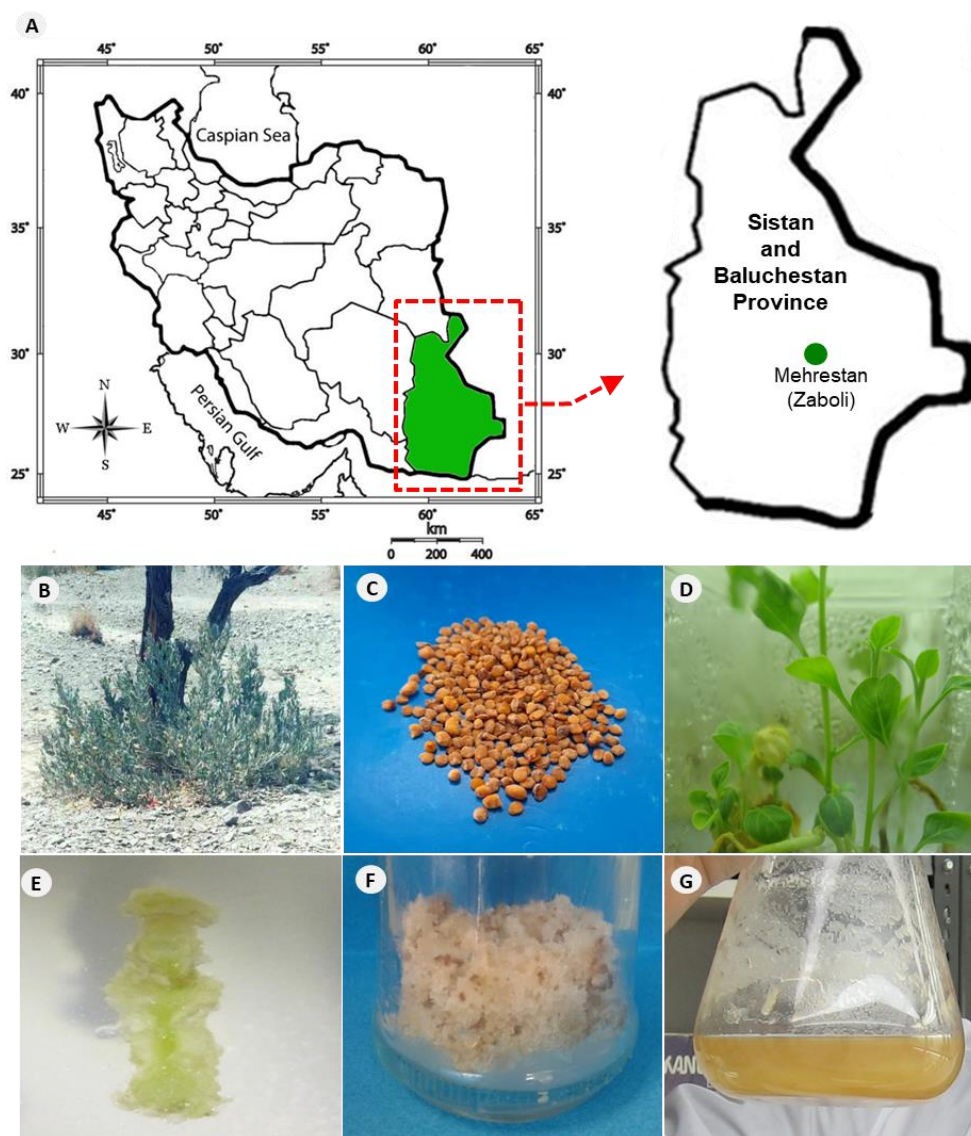 A
45° 50° 55° 60° 65°
40° 40°
Caspian Sea
35° 35°
30° 30°
Persian Gulf
N
W E
S
25° 25°
45° 50° 55° 60° 65°
km
0 200 400
Sistan
and
Baluchestan
Province
Mehrestan
(Zaboli)
B
C
D
E
F
G